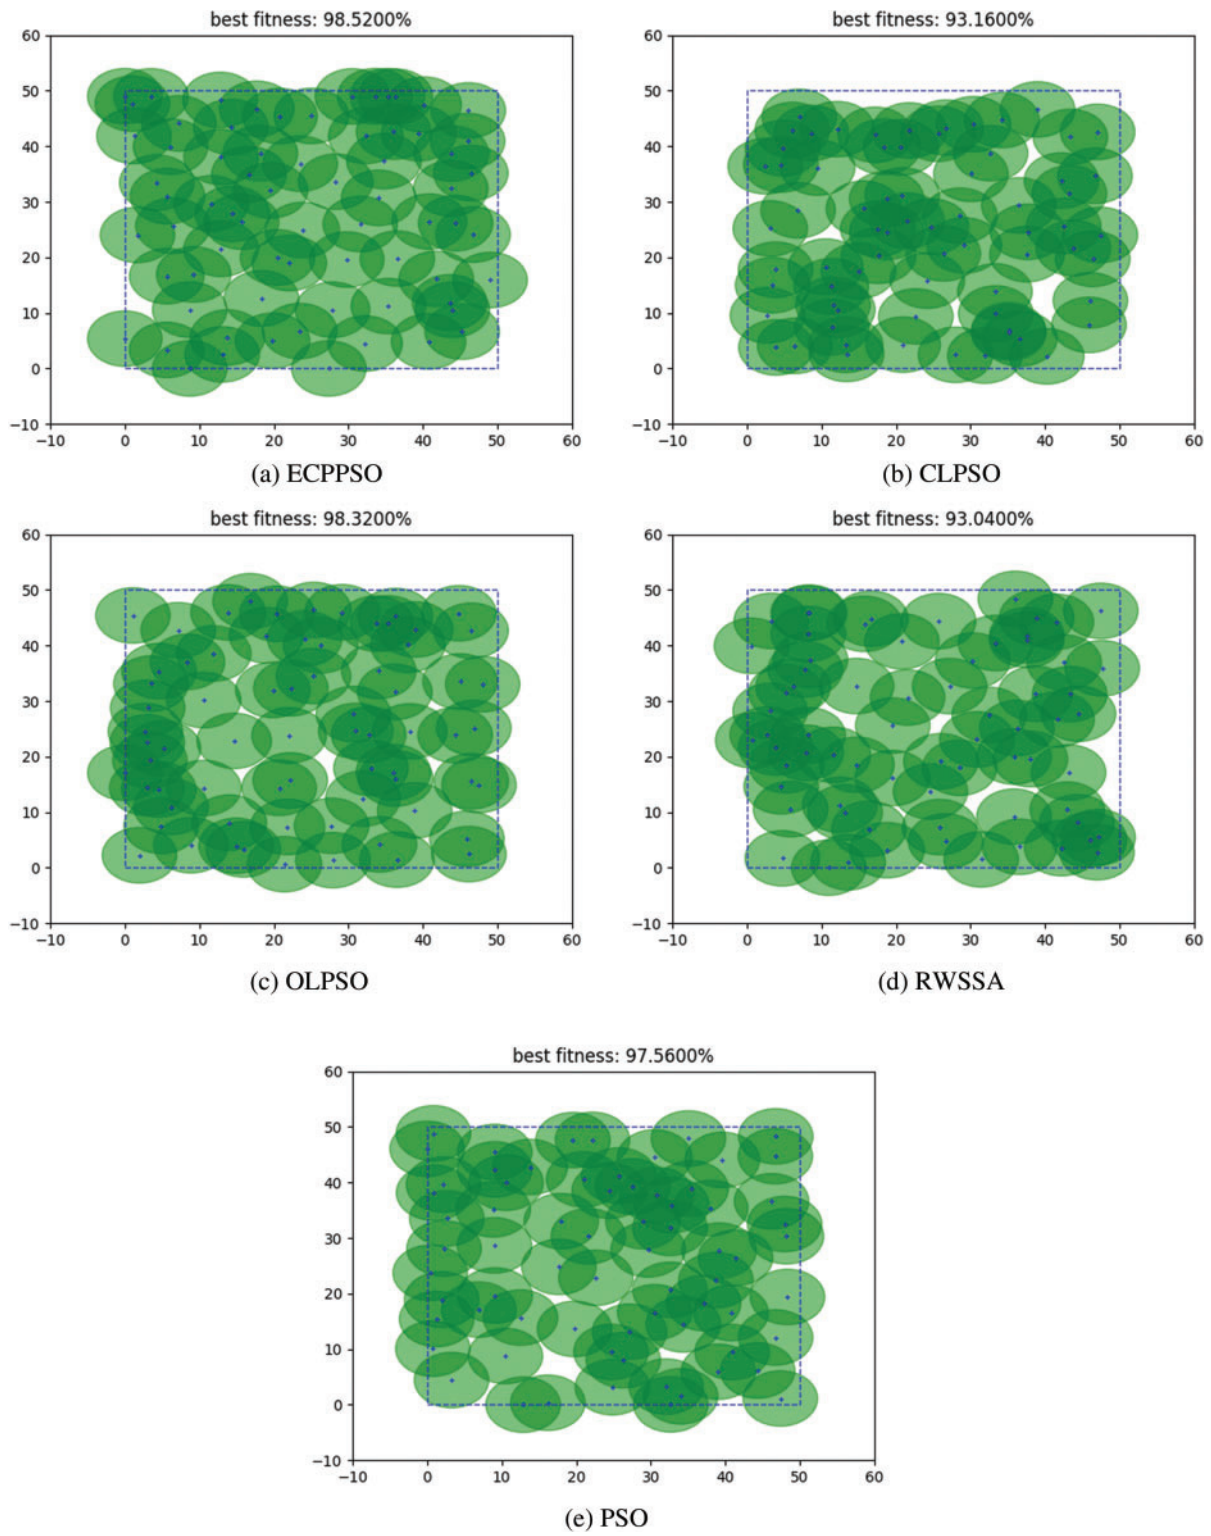 best fitness: 98.5200%
best fitness: 93.1600%
60
50
40
30
20
10
0
−10
−10 0 10 20 30 40 50 60
60
50
40
30
20
10
0
−10
−10 0 10 20 30 40 50 60
(a) ECPPSO
(b) CLPSO
best fitness: 98.3200%
best fitness: 93.0400%
60
50
40
30
20
10
0
−10
−10 0 10 20 30 40 50 60
60
50
40
30
20
10
0
−10
−10 0 10 20 30 40 50 60
(c) OLPSO
(d) RWSSA
best fitness: 97.5600%
60
50
40
30
20
10
0
−10
−10 0 10 20 30 40 50 60
(e) PSO